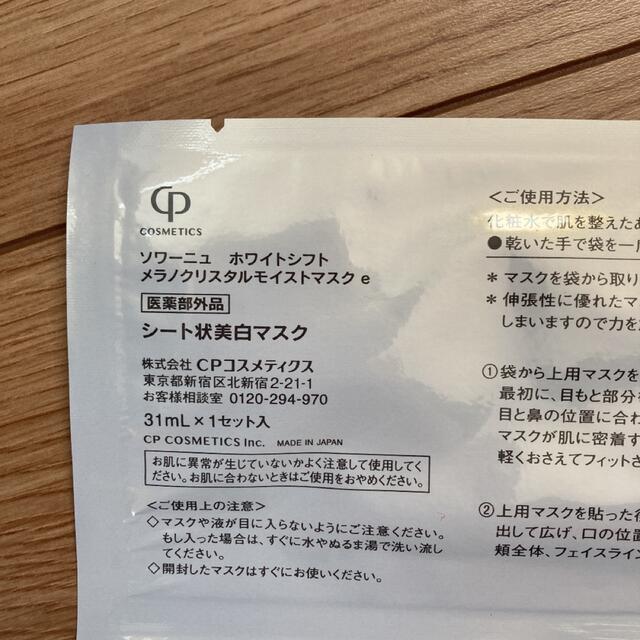 CP
COSMETICS
ソワーニュ ホワイトシフト
メラノクリスタルモイストマスク e
医薬部外品
シート状美白マスク
株式会社 CPコスメティクス
東京都新宿区北新宿2-21-1
お客様相談室 0120-294-970
31mL×1セット入
CP COSMETICS Inc. MADE IN JAPAN
お肌に異常が生じていないかよく注意して使用してく
ださい。お肌に合わないときはご使用をおやめください。
<ご使用上の注意>
◇マスクや液が目に入らないようにご注意ください。
もし入った場合は、すぐに水やぬるま湯で洗い流し
てください。
◇開封したマスクはすぐにお使いください。
<ご使用方法>
化粧水で肌を整えたあ
●乾いた手で袋を一度
＊マスクを袋から取り
＊伸張性に優れたマ
しまいますので力を
①袋から上用マスクを
最初に、目もと部分
目と鼻の位置に合わ
マスクが肌に密着す
軽くおさえてフィットさ
②上用マスクを貼った後
出して広げ、口の位置
頬全体、フェイスライン